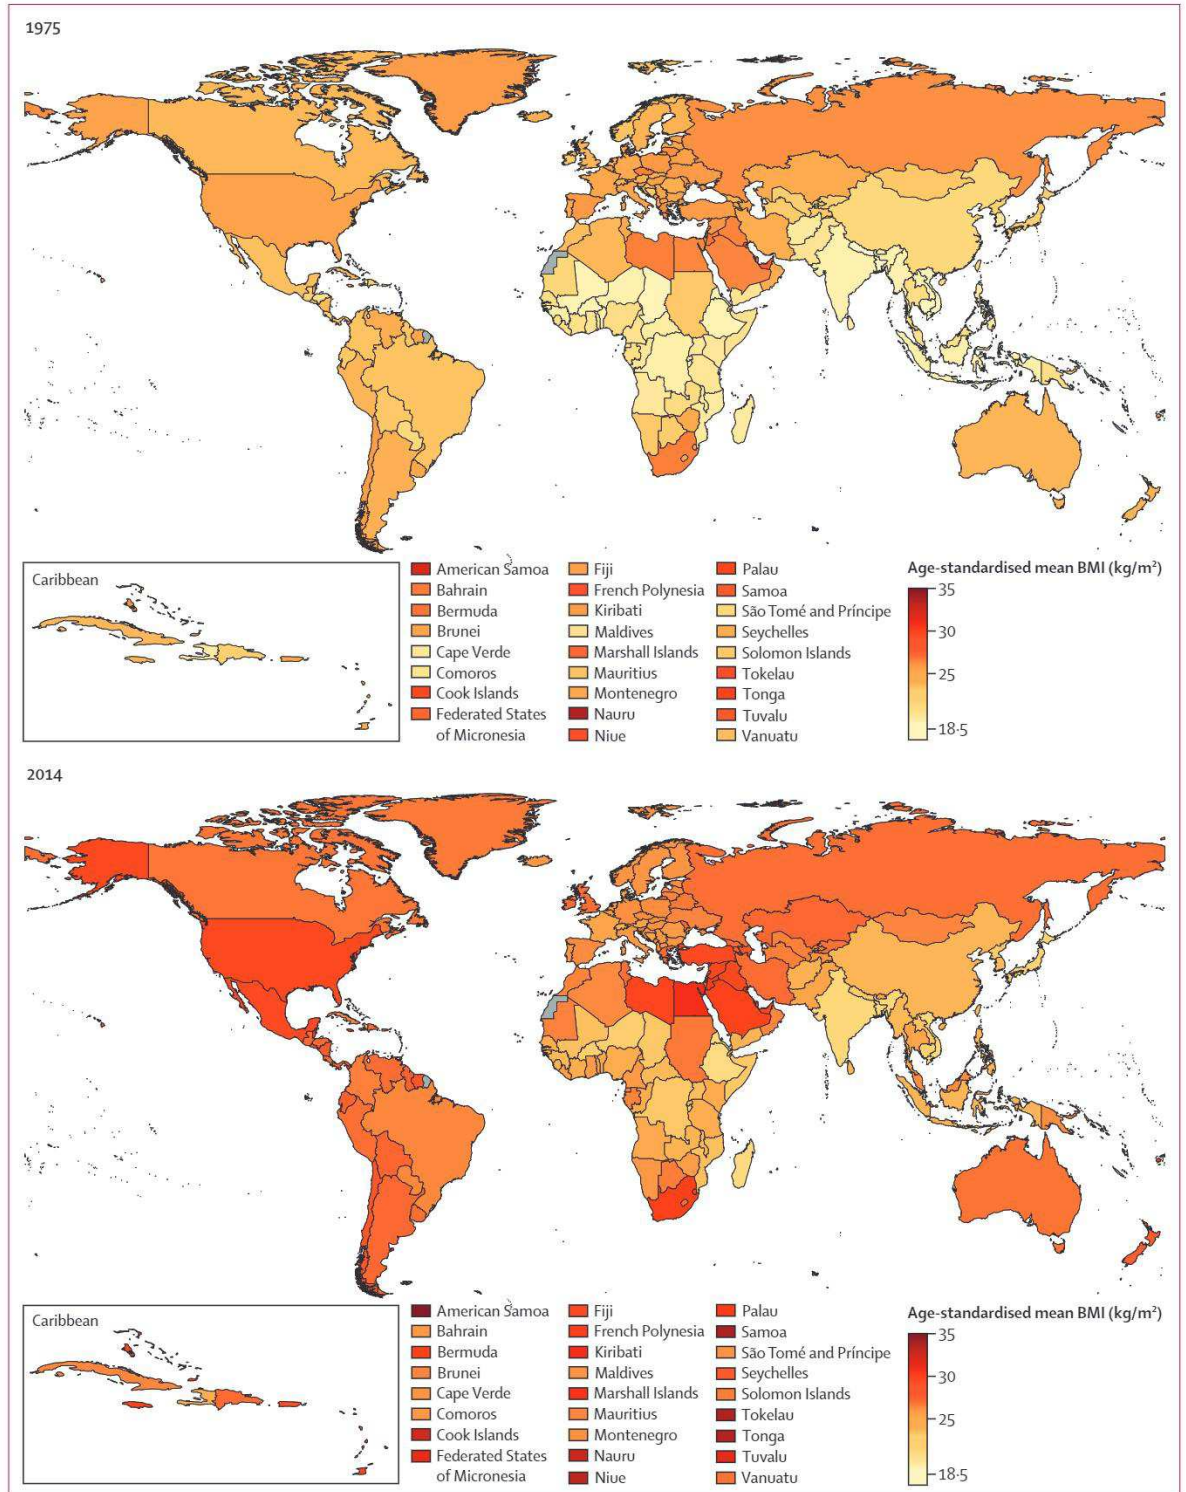 1975
Caribbean
American Samoa
Bahrain
Bermuda
Brunei
Cape Verde
Comoros
Cook Islands
Federated States
of Micronesia
Fiji
French Polynesia
Kiribati
Maldives
Marshall Islands
Mauritius
Montenegro
Nauru
Niue
Palau
Samoa
São Tomé and Príncipe
Seychelles
Solomon Islands
Tokelau
Tonga
Tuvalu
Vanuatu
Age-standardised mean BMI (kg/m²)
35
30
25
18·5
2014
Caribbean
American Samoa
Bahrain
Bermuda
Brunei
Cape Verde
Comoros
Cook Islands
Federated States
of Micronesia
Fiji
French Polynesia
Kiribati
Maldives
Marshall Islands
Mauritius
Montenegro
Nauru
Niue
Palau
Samoa
São Tomé and Príncipe
Seychelles
Solomon Islands
Tokelau
Tonga
Tuvalu
Vanuatu
Age-standardised mean BMI (kg/m²)
35
30
25
18·5